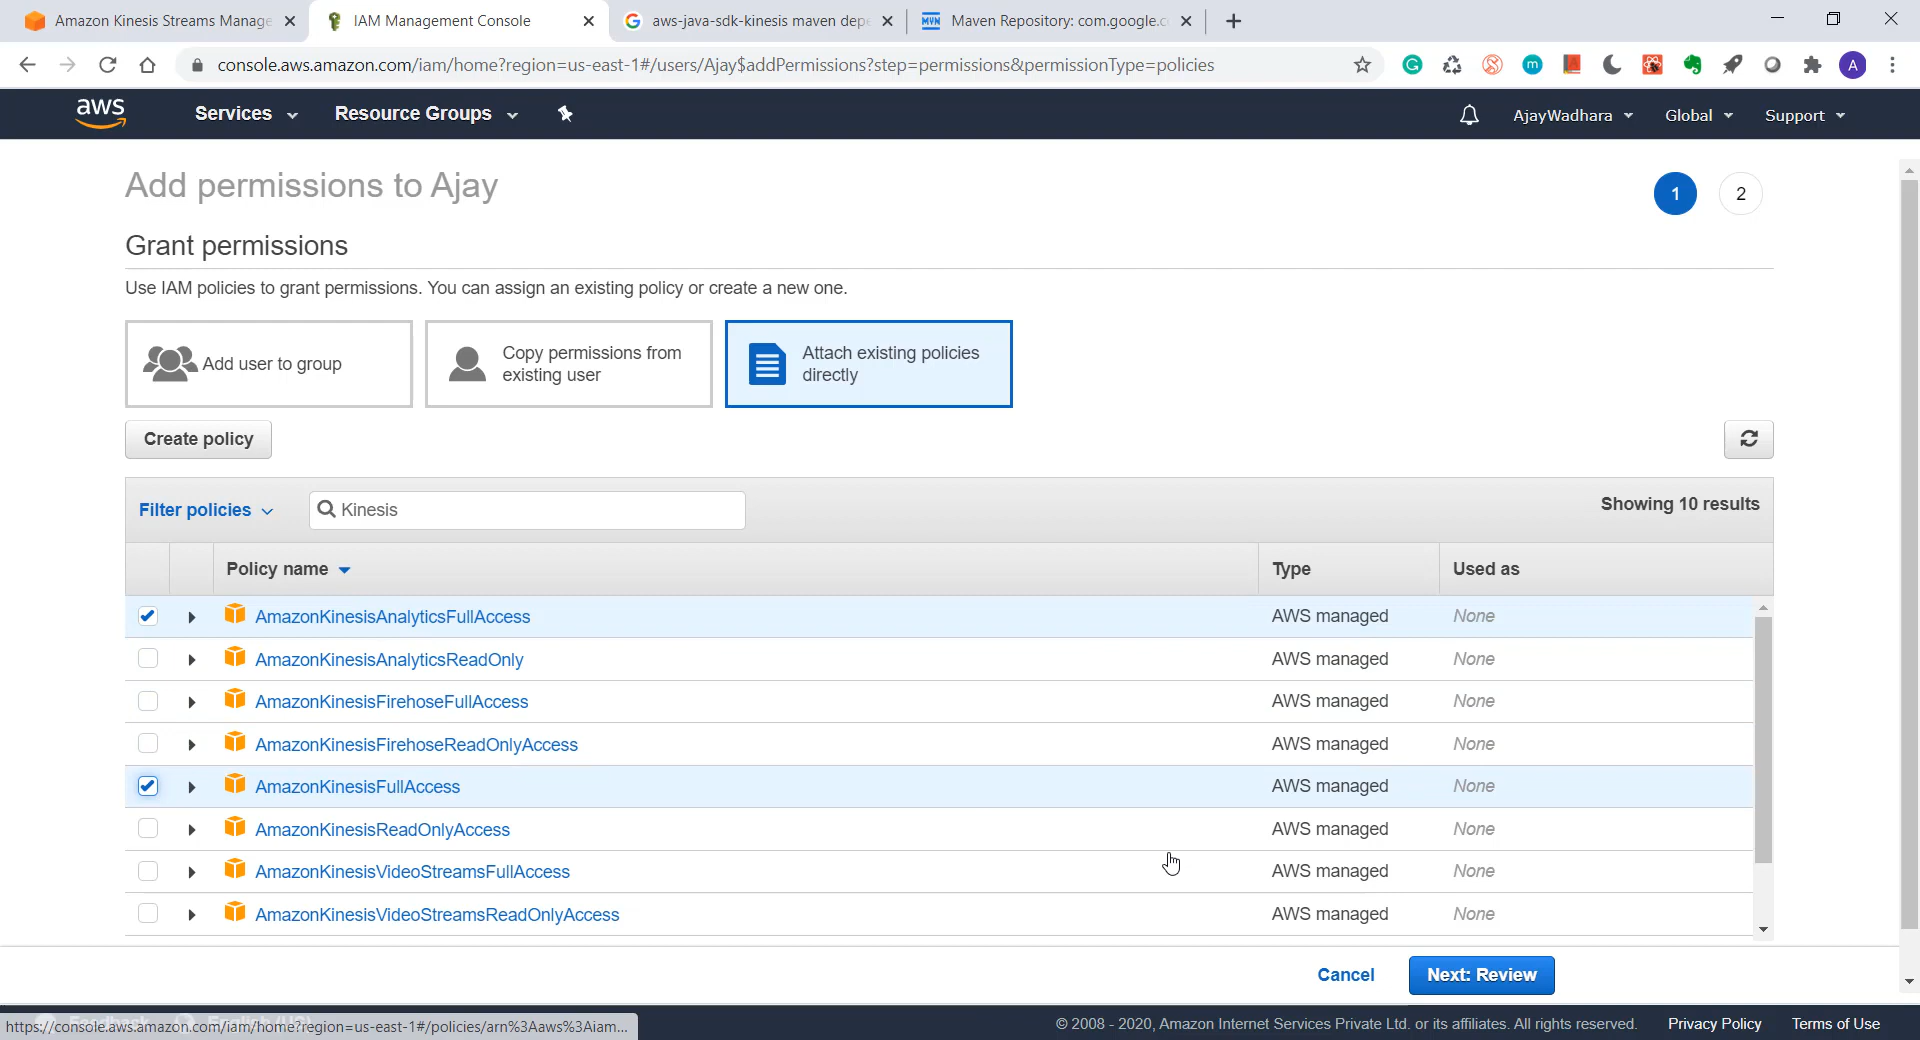 Amazon Kinesis Streams Manage
IAM Management Console
aws-java-sdk-kinesis maven depe
MVN Maven Repository: com.google.c
console.aws.amazon.com/iam/home?region=us-east-1#/users/Ajay$addPermissions?step=permissions&permissionType=policies
A
aws Services Resource Groups AjayWadhara Global Support
Add permissions to Ajay
1 2
Grant permissions
Use IAM policies to grant permissions. You can assign an existing policy or create a new one.
Add user to group
Copy permissions from
existing user
Attach existing policies
directly
Create policy
Filter policies Kinesis Showing 10 results
Policy name Type Used as
AmazonKinesisAnalyticsFullAccess AWS managed None
AmazonKinesisAnalyticsReadOnly AWS managed None
AmazonKinesisFirehoseFullAccess AWS managed None
AmazonKinesisFirehoseReadOnlyAccess AWS managed None
AmazonKinesisFullAccess AWS managed None
AmazonKinesisReadOnlyAccess AWS managed None
AmazonKinesisVideoStreamsFullAccess AWS managed None
AmazonKinesisVideoStreamsReadOnlyAccess AWS managed None
Cancel Next: Review
https://console.aws.amazon.com/iam/home?region=us-east-1#/policies/arn%3Aaws%3Aiam...
© 2008 - 2020, Amazon Internet Services Private Ltd. or its affiliates. All rights reserved. Privacy Policy Terms of Use